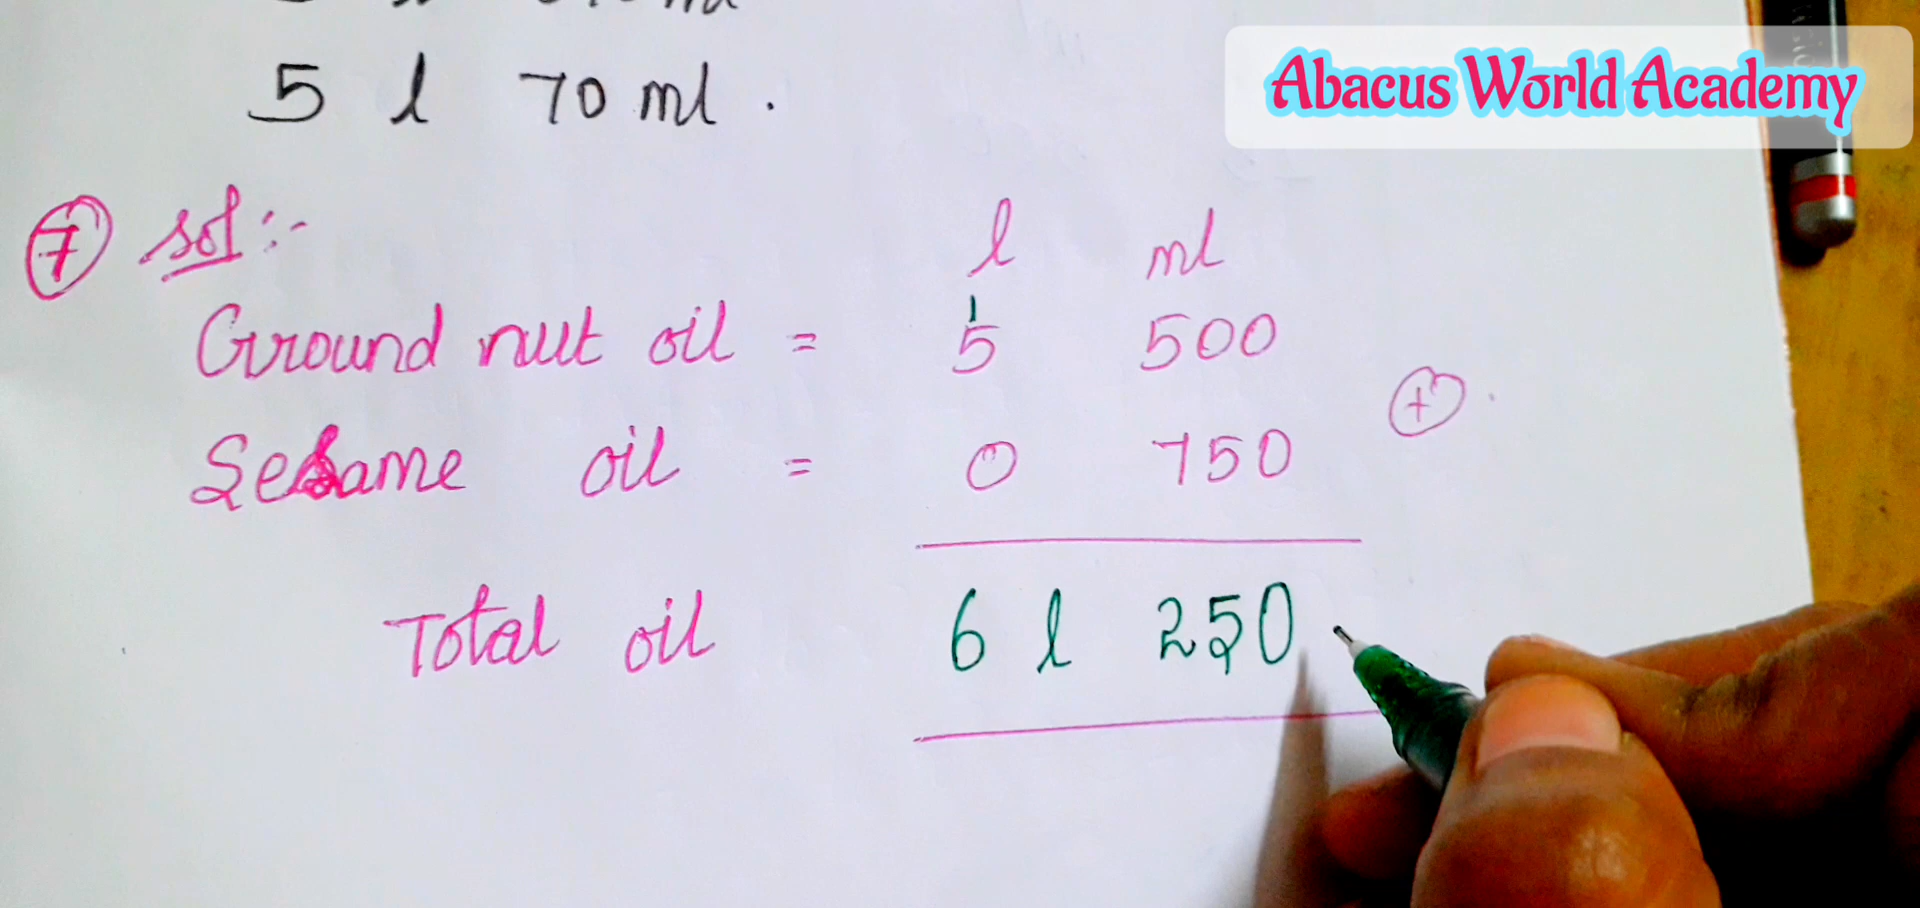 Abacus World Academy
5 l 70 ml .
7 sol :-
l ml
Ground nut oil = 5 500
1
Sesame oil = 0 750
+
Total oil 6 l 250